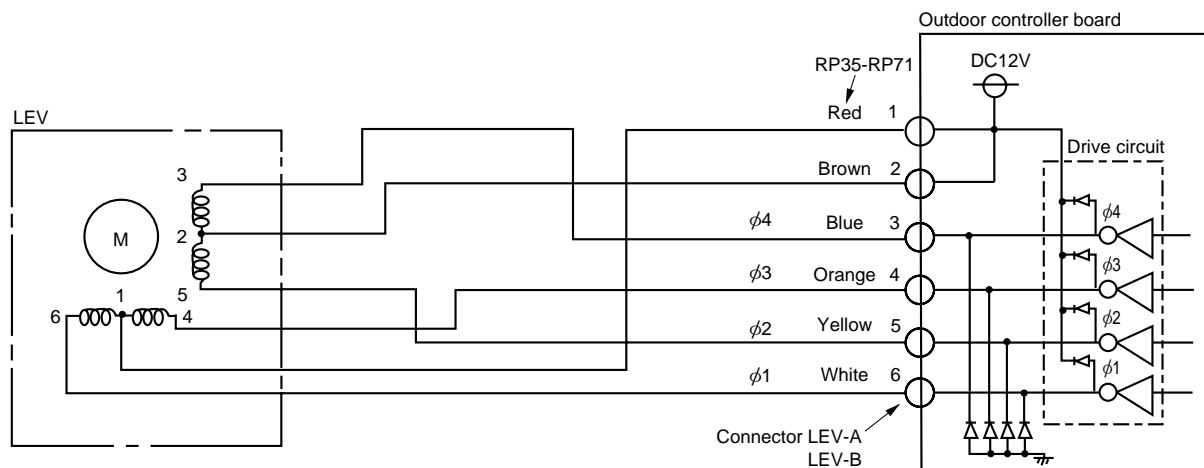 Outdoor controller board
DC12V
RP35-RP71
Red 1
LEV
Drive circuit
3
Brown 2
ϕ4 Blue 3 ϕ4
M 2
ϕ3 Orange 4 ϕ3
1 5
6 4
ϕ2 Yellow 5 ϕ2
ϕ1 White 6 ϕ1
Connector LEV-A
LEV-B